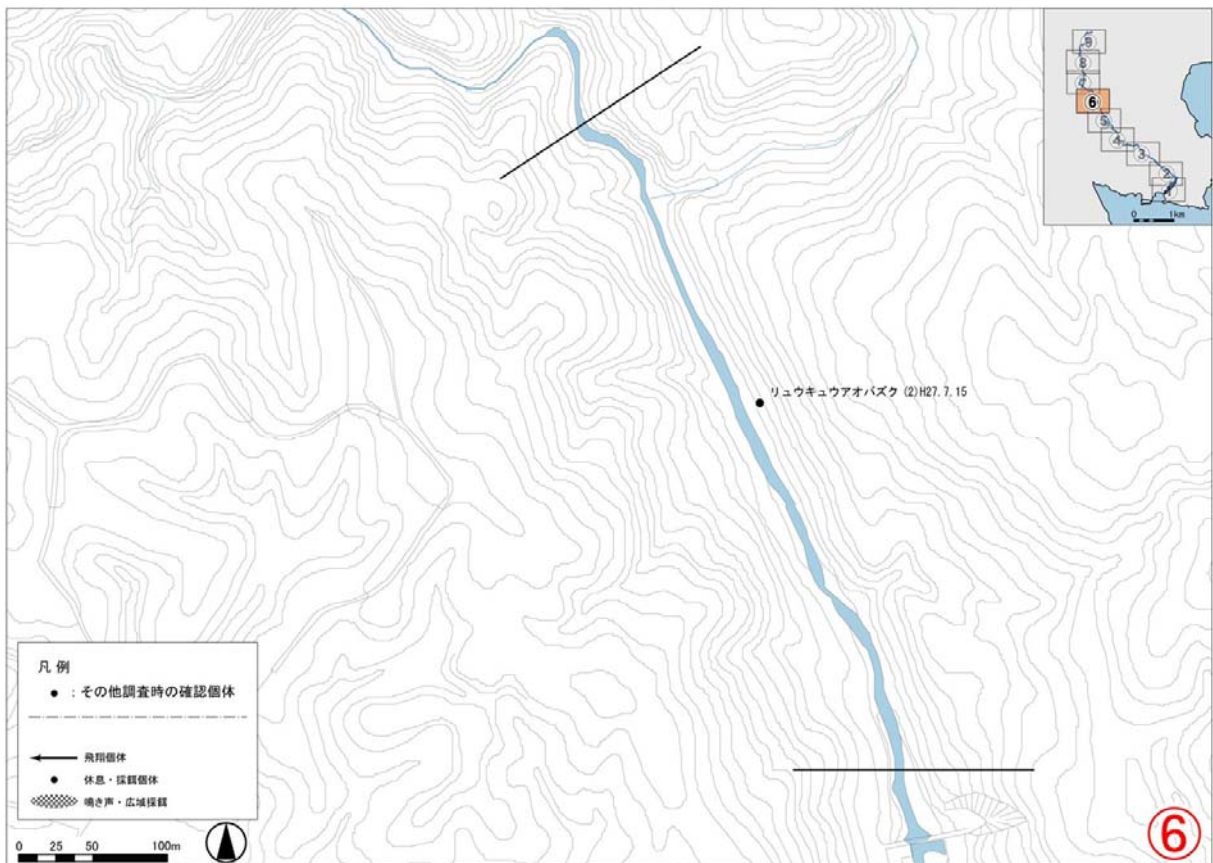 9
8
7
6
5
4
3
2
1
0 1km
リュウキュウアオバズク (2)H27.7.15
凡 例
● : その他調査時の確認個体
飛翔個体
休息・採餌個体
鳴き声・広域採餌
0 25 50 100m
⑥